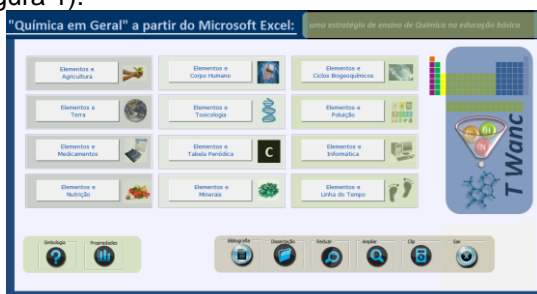 gura 1).
"Química em Geral" a partir do Microsoft Excel: uma estratégia de ensino de Química na educação básica
Elementos e
Agricultura
Elementos e
Corpo Humano
Elementos e
Ciclos Biogeoquímicos
Elementos e
Terra
Elementos e
Toxicologia
Elementos e
Poluição
Elementos e
Medicamentos
Elementos e
Tabela Periódica
C
Elementos e
Informática
Elementos e
Nutrição
Elementos e
Minerais
Elementos e
Linha do Tempo
T Wanc
Simbologia
Propriedades
Bibliografia
Dissertação
Reduzir
Ampliar
Clip
Sair